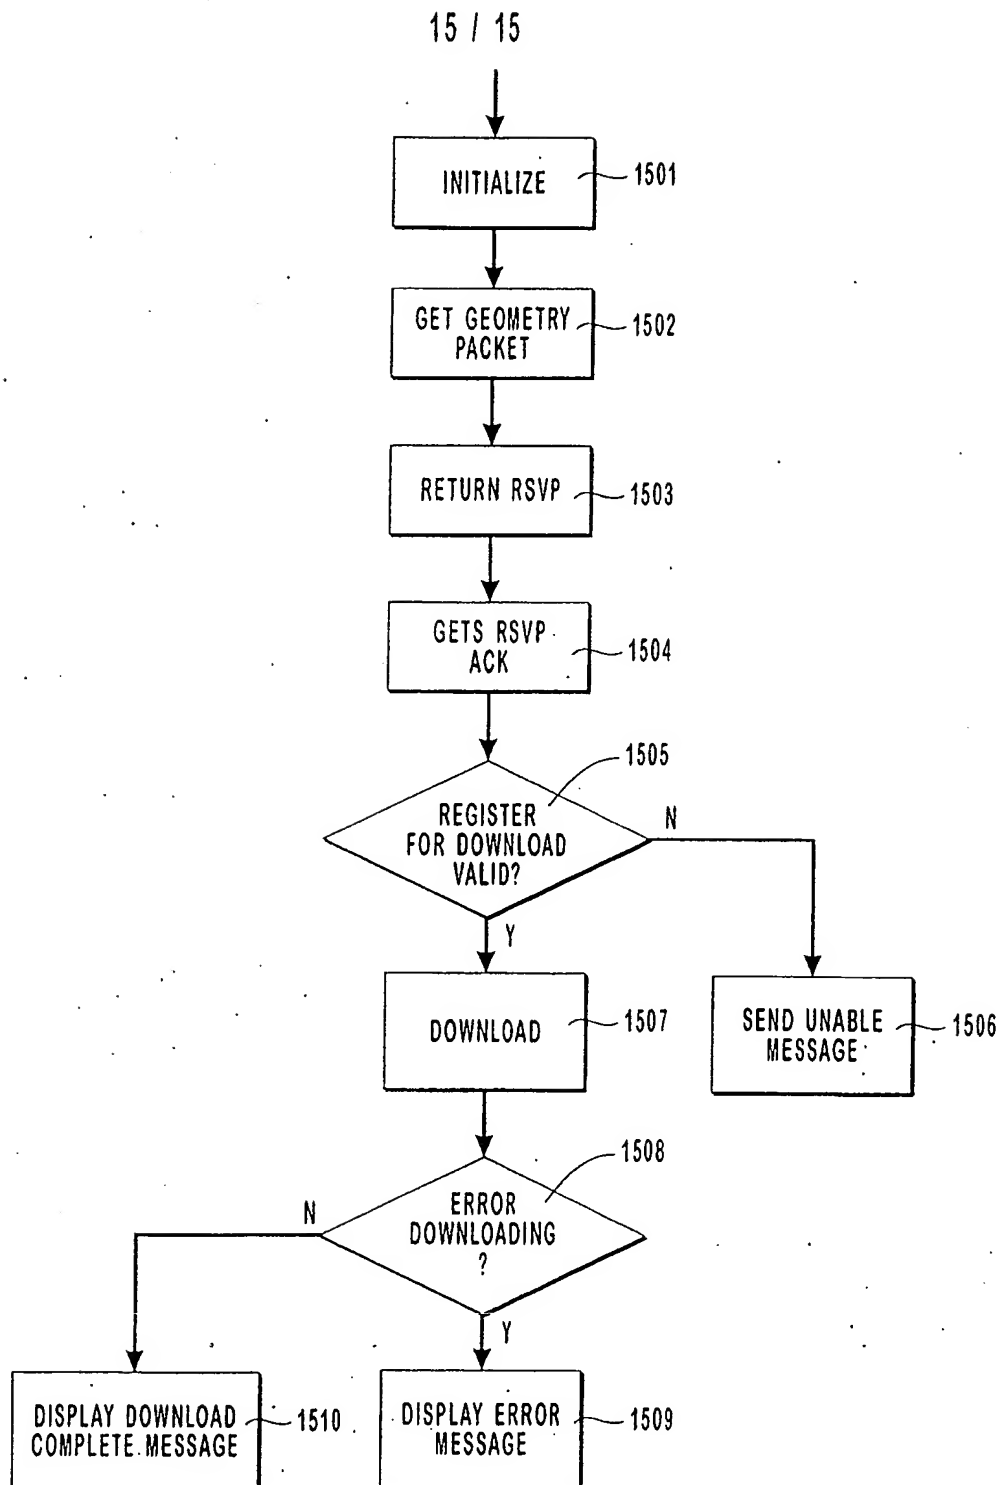 15 / 15
INITIALIZE
1501
GET GEOMETRY
PACKET
1502
RETURN RSVP
1503
GETS RSVP
ACK
1504
1505
REGISTER
FOR DOWNLOAD
VALID?
N
Y
DOWNLOAD
1507
SEND UNABLE
MESSAGE
1506
1508
ERROR
DOWNLOADING
?
N
Y
DISPLAY DOWNLOAD
COMPLETE MESSAGE
1510
DISPLAY ERROR
MESSAGE
1509